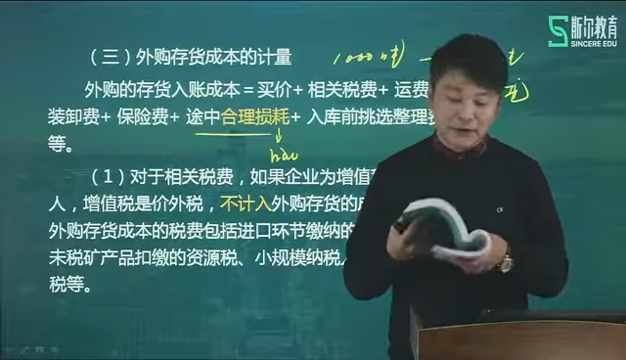 斯尔教育
SINCERE EDU
（三）外购存货成本的计量 1000吨
外购的存货入账成本＝买价+ 相关税费+ 运费
装卸费+ 保险费+ 途中合理损耗+ 入库前挑选整理
等。
hào
（1）对于相关税费，如果企业为增值
人，增值税是价外税，不计入外购存货的
外购存货成本的税费包括进口环节缴纳的
未税矿产品扣缴的资源税、小规模纳税
税等。